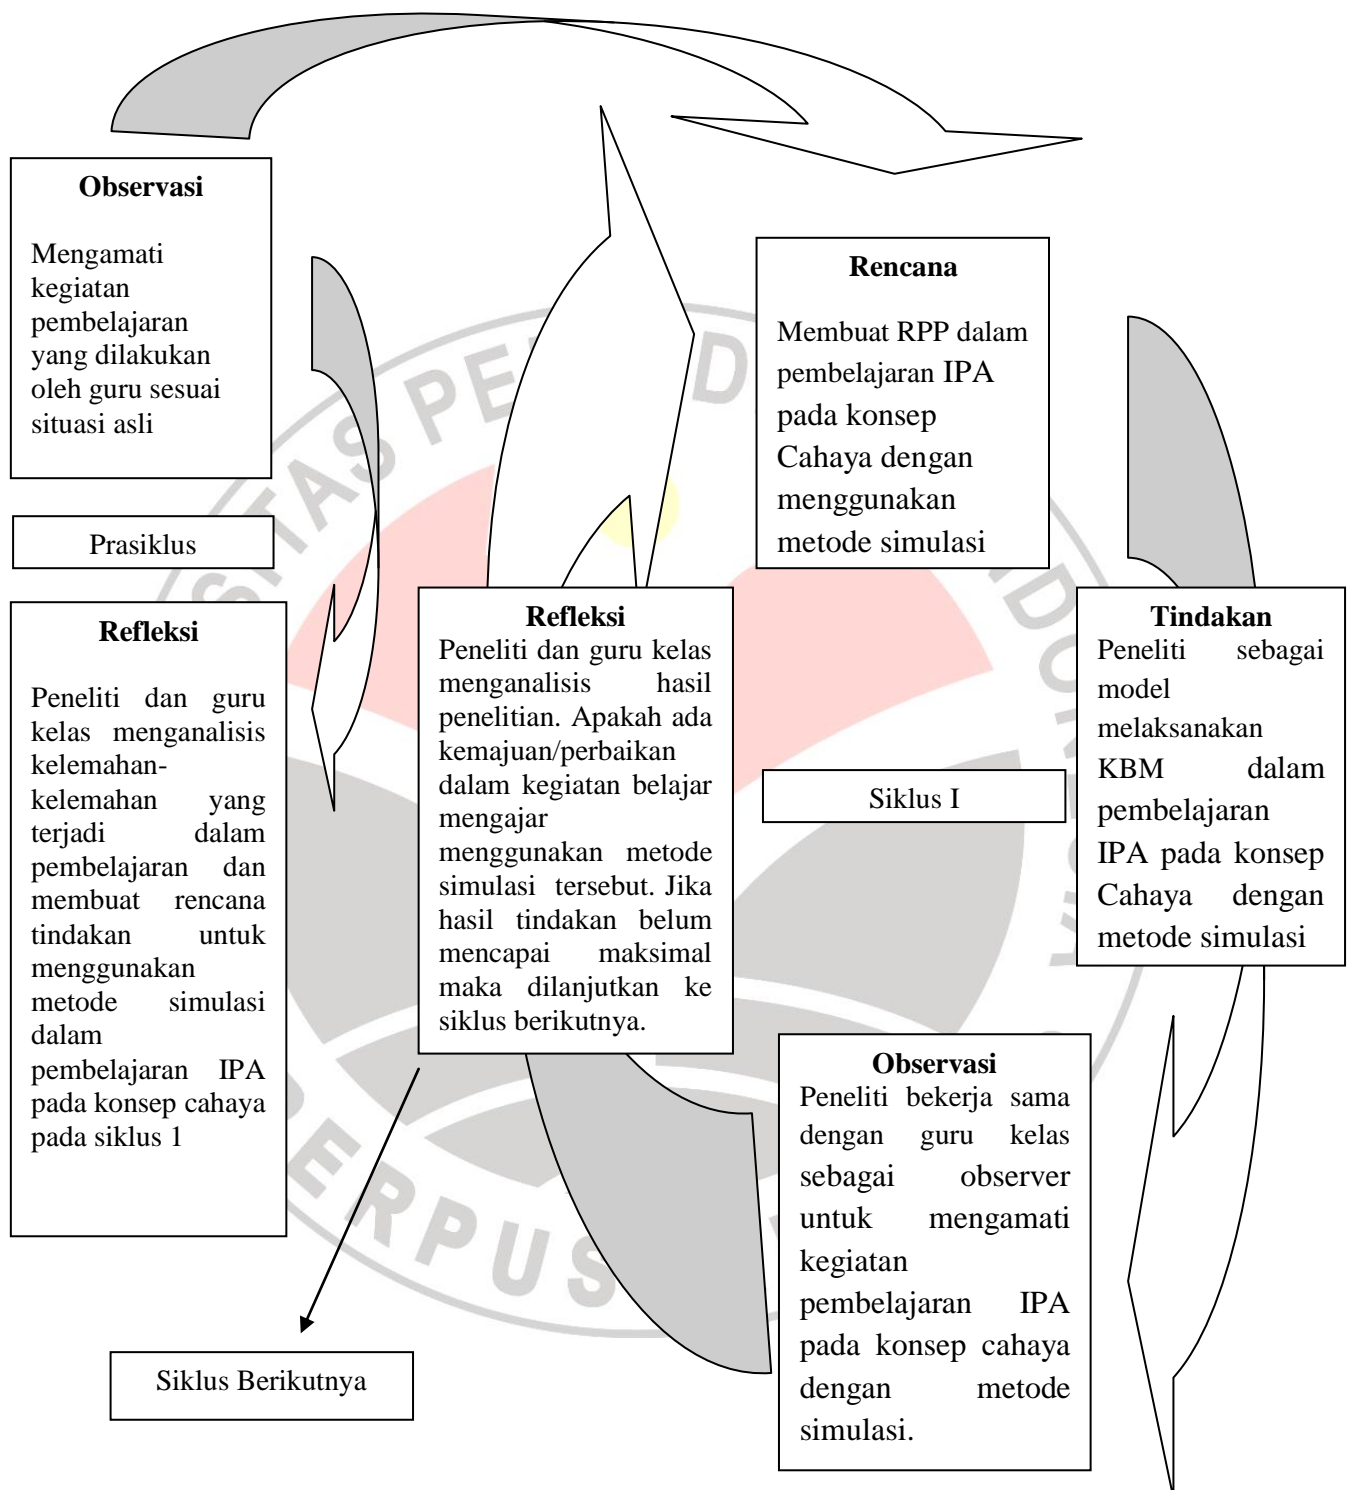 Observasi
Mengamati
kegiatan
pembelajaran
yang dilakukan
oleh guru sesuai
situasi asli
Prasiklus
Refleksi
Peneliti dan guru
kelas menganalisis
kelemahan-
kelemahan yang
terjadi dalam
pembelajaran dan
membuat rencana
tindakan untuk
menggunakan
metode simulasi
dalam
pembelajaran IPA
pada konsep cahaya
pada siklus 1
Rencana
Membuat RPP dalam
pembelajaran IPA
pada konsep
Cahaya dengan
menggunakan
metode simulasi
Refleksi
Peneliti dan guru kelas
menganalisis hasil
penelitian. Apakah ada
kemajuan/perbaikan
dalam kegiatan belajar
mengajar
menggunakan metode
simulasi tersebut. Jika
hasil tindakan belum
mencapai maksimal
maka dilanjutkan ke
siklus berikutnya.
Siklus I
Tindakan
Peneliti sebagai
model
melaksanakan
KBM dalam
pembelajaran
IPA pada konsep
Cahaya dengan
metode simulasi
Observasi
Peneliti bekerja sama
dengan guru kelas
sebagai observer
untuk mengamati
kegiatan
pembelajaran IPA
pada konsep cahaya
dengan metode
simulasi.
Siklus Berikutnya